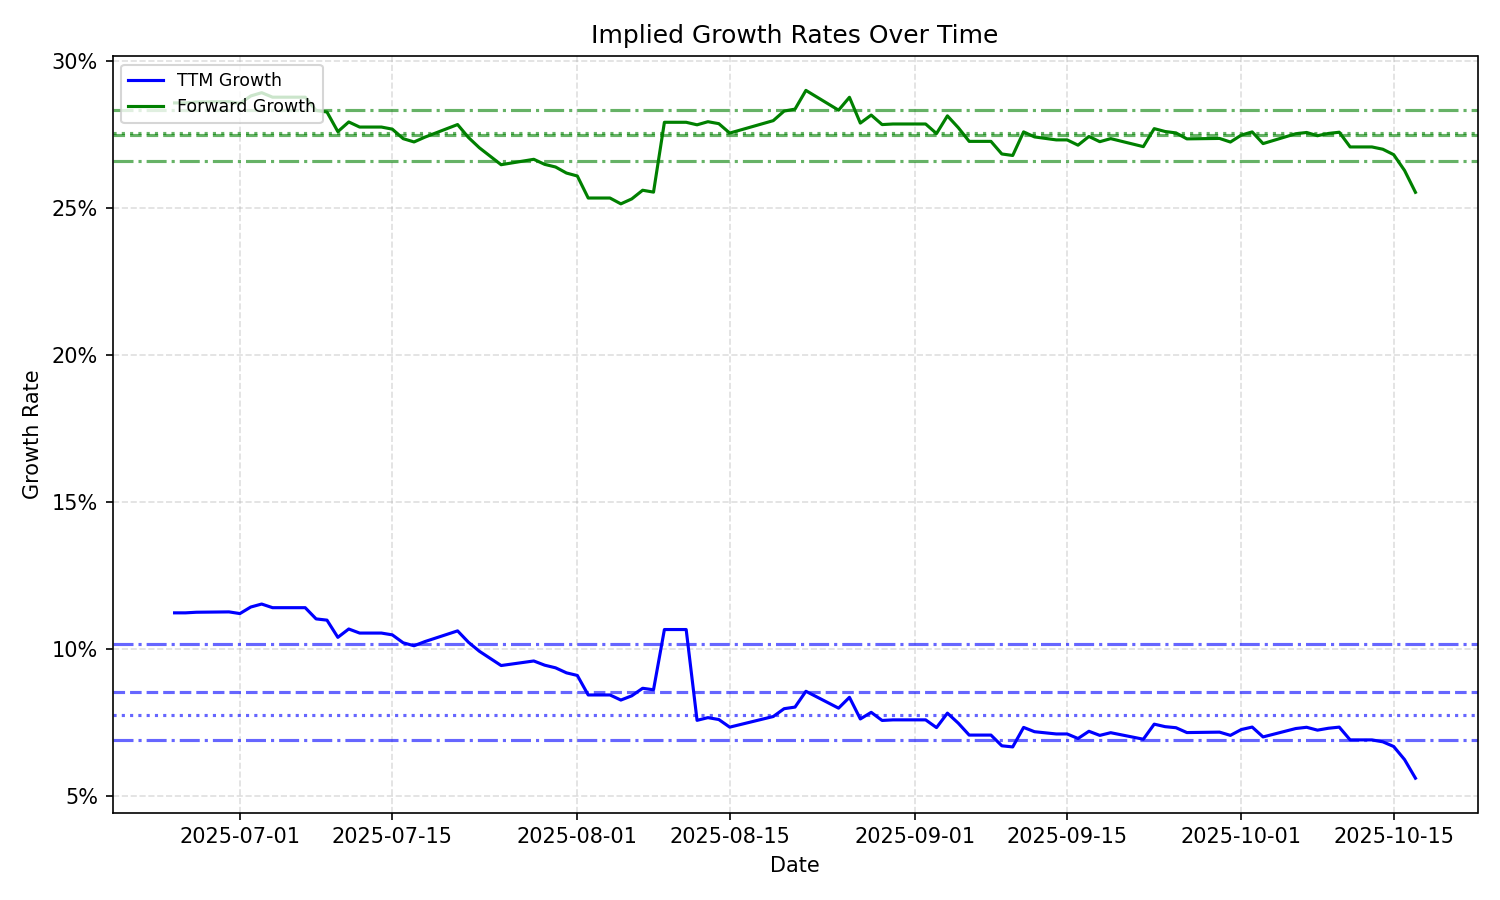 Implied Growth Rates Over Time
TTM Growth
Forward Growth
Growth Rate
30%
25%
20%
15%
10%
5%
2025-07-01
2025-07-15
2025-08-01
2025-08-15
2025-09-01
2025-09-15
2025-10-01
2025-10-15
Date